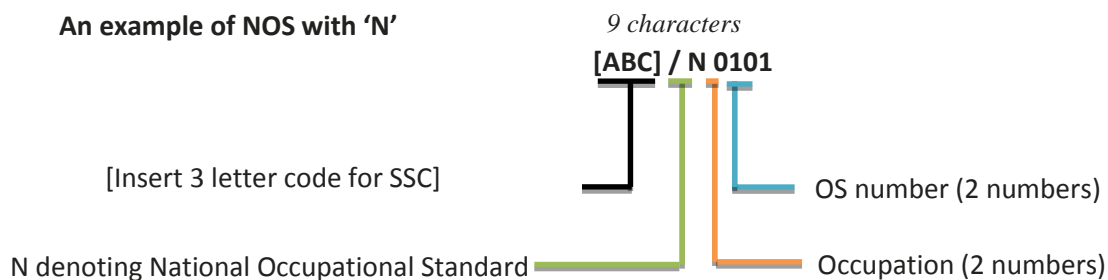 An example of NOS with ‘N’
9 characters
[ABC] / N 0101
[Insert 3 letter code for SSC]
OS number (2 numbers)
N denoting National Occupational Standard
Occupation (2 numbers)